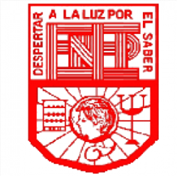 DESPERTAR A LA LUZ POR EL SABER
ENP